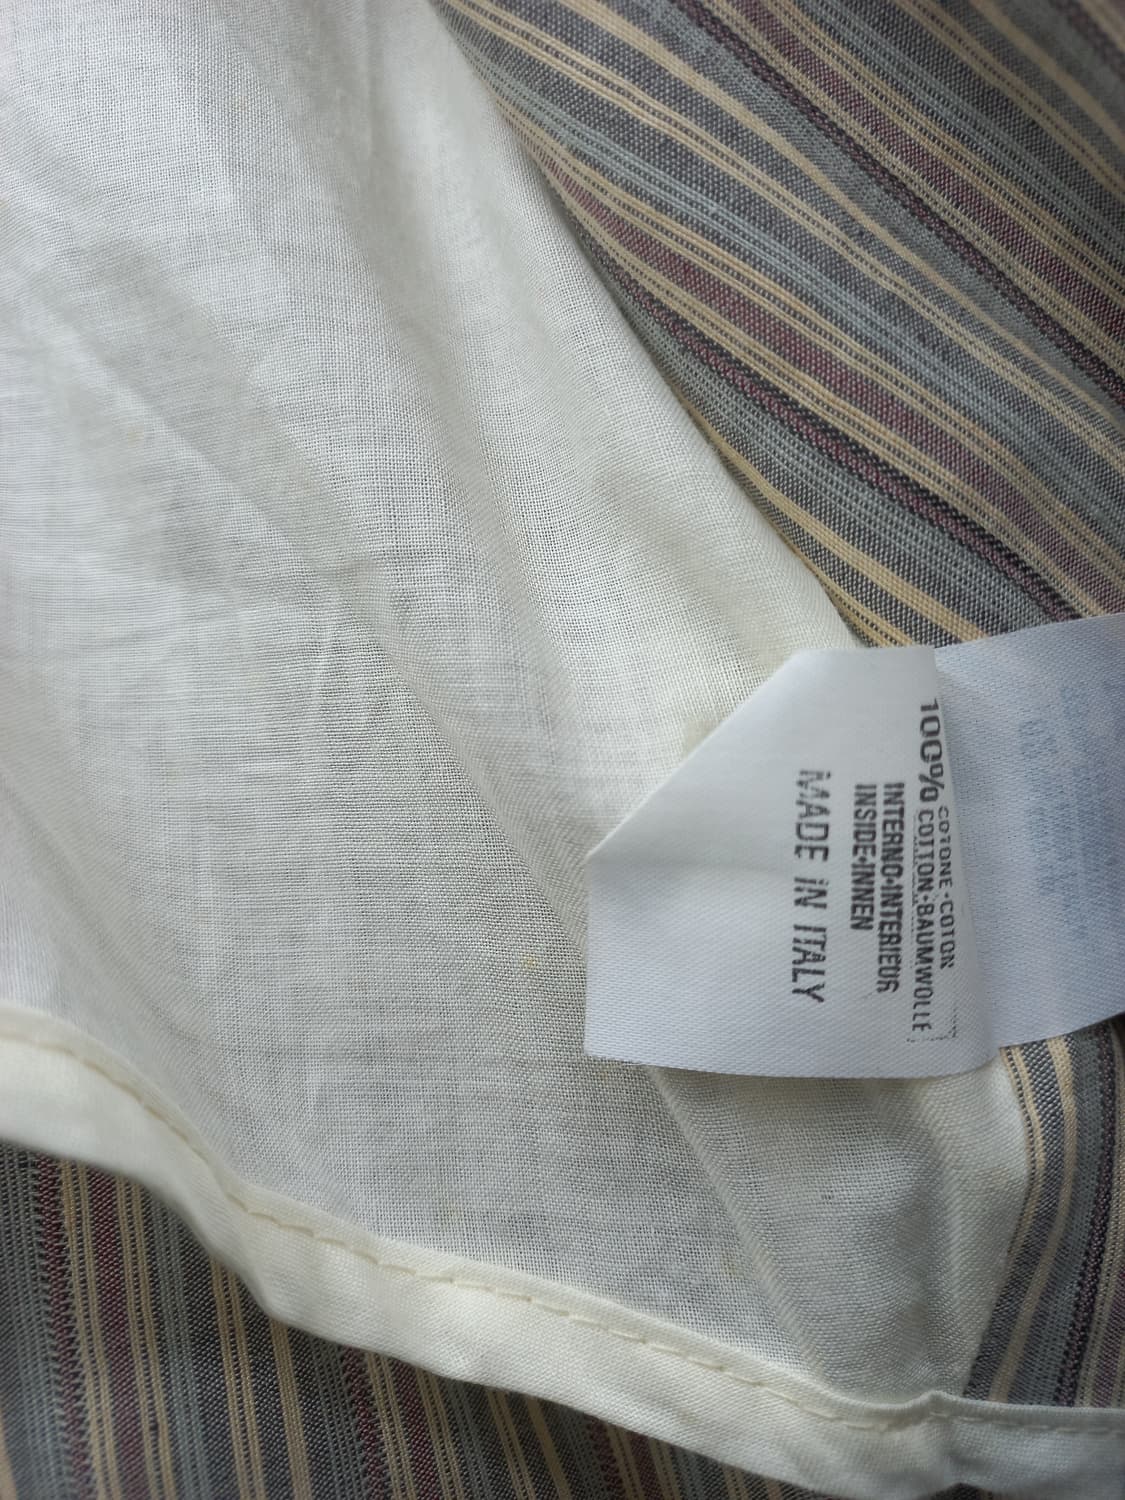 100% COTONE·COTON
COTTON·BAUMWOLLE
INTERNO·INTERIEUR
INSIDE·INNEN
MADE IN ITALY